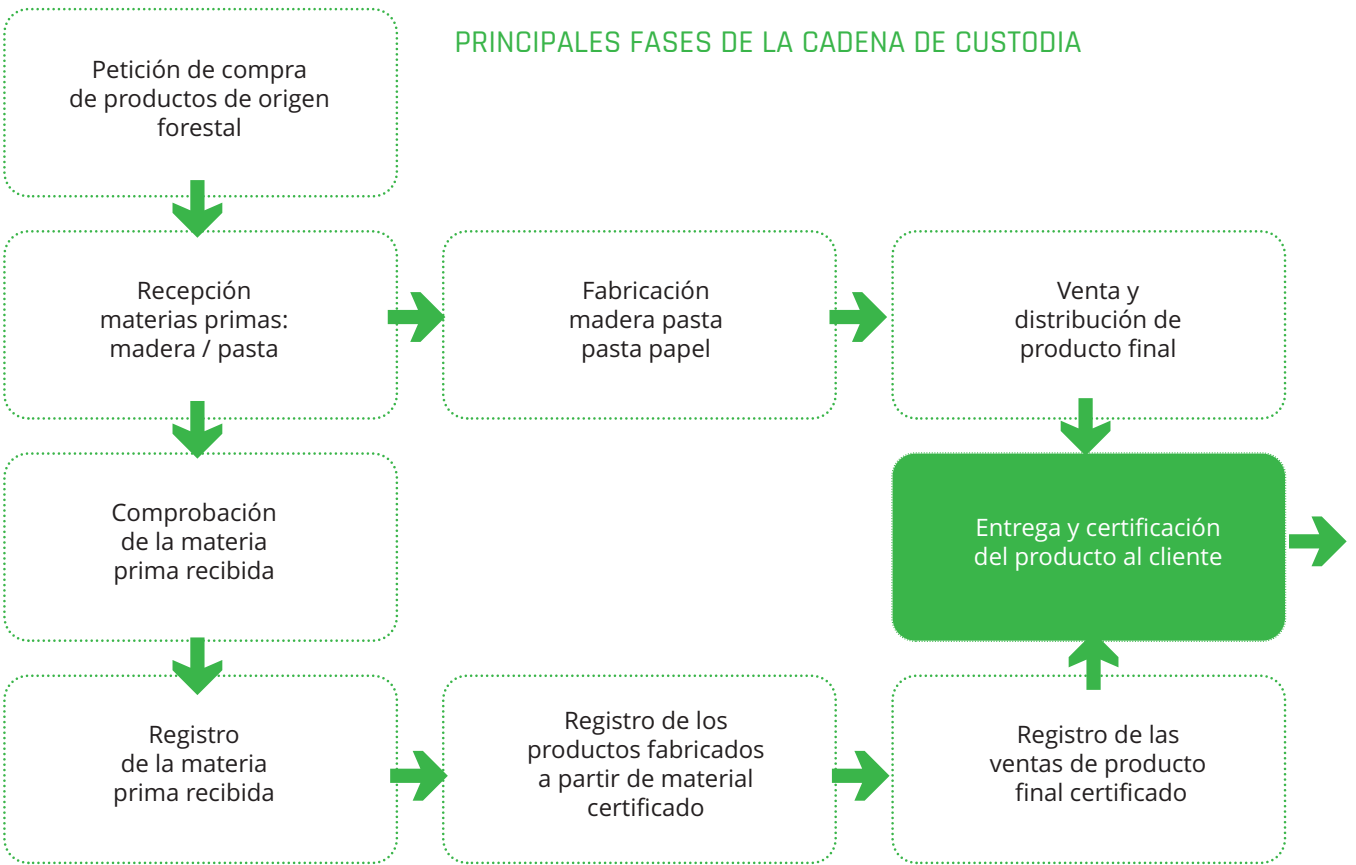 PRINCIPALES FASES DE LA CADENA DE CUSTODIA
Petición de compra
de productos de origen
forestal
Recepción
materias primas:
madera / pasta
Fabricación
madera pasta
pasta papel
Venta y
distribución de
producto final
Comprobación
de la materia
prima recibida
Entrega y certificación
del producto al cliente
Registro
de la materia
prima recibida
Registro de los
productos fabricados
a partir de material
certificado
Registro de las
ventas de producto
final certificado